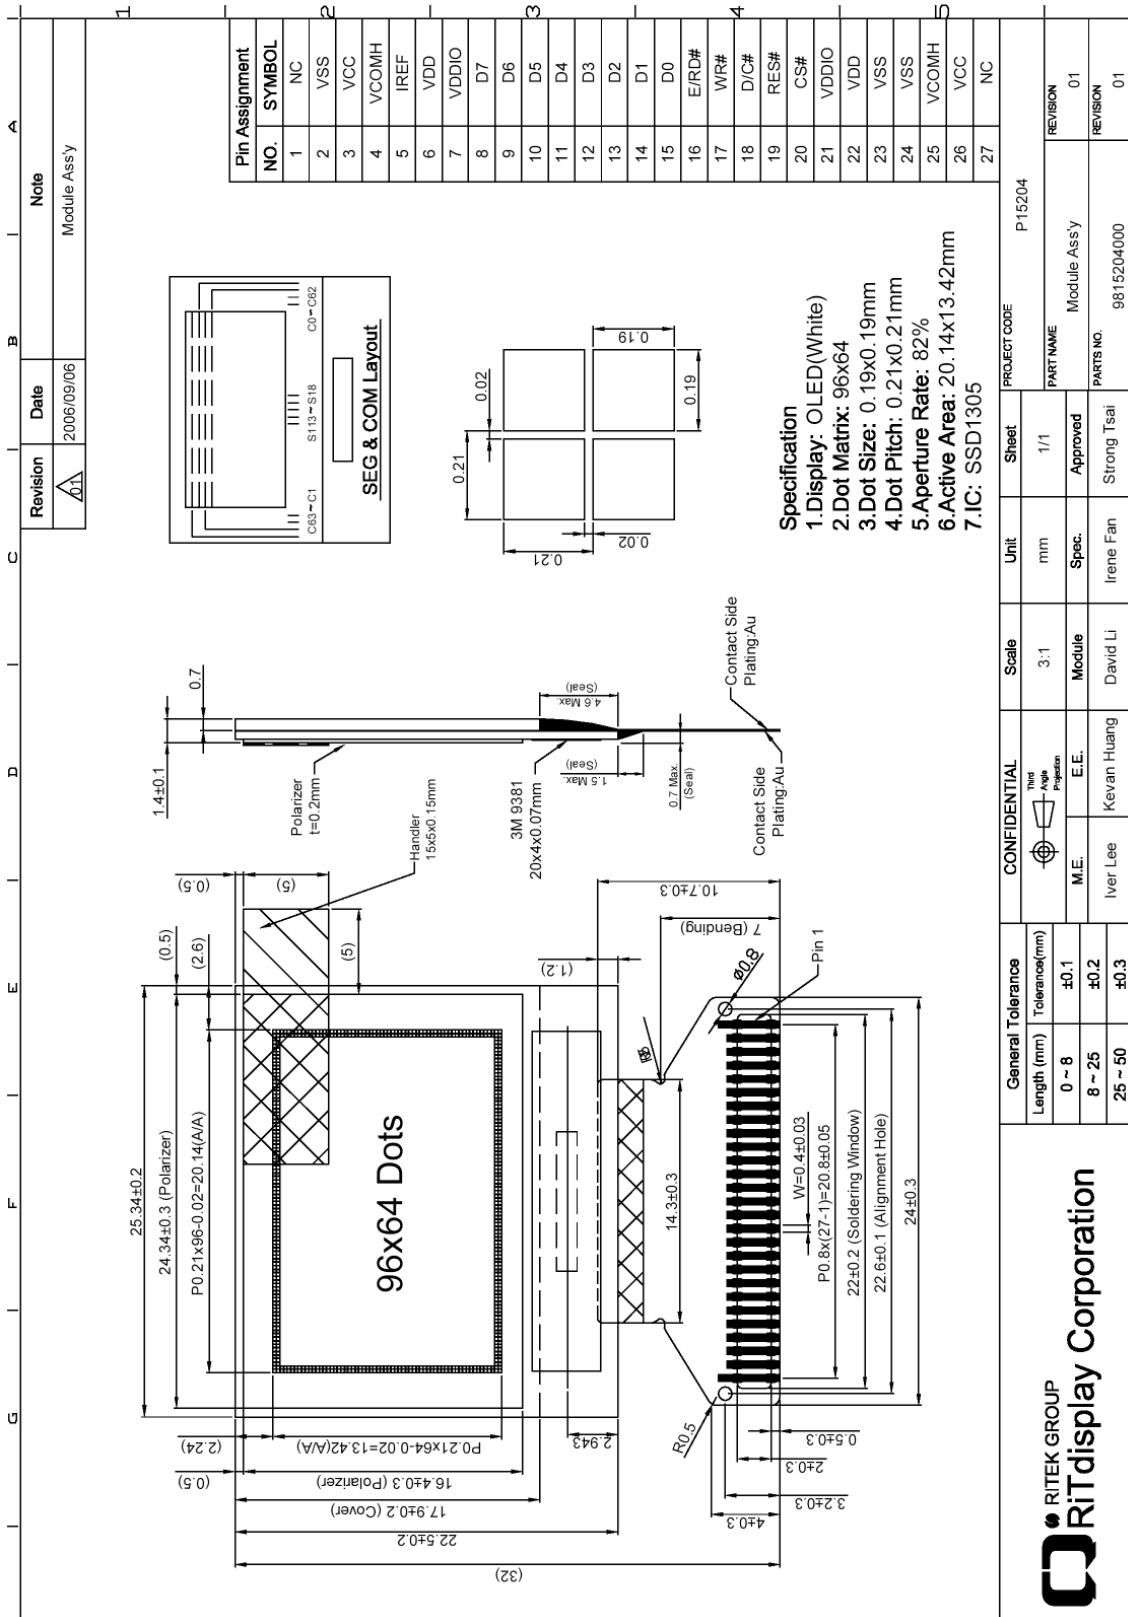 Revision Date Note
01 2006/09/06 Module Ass'y
1 2 3 4 5
A B C D E F G
Pin Assignment
NO. SYMBOL
1 NC
2 VSS
3 VCC
4 VCOMH
5 IREF
6 VDD
7 VDDIO
8 D7
9 D6
10 D5
11 D4
12 D3
13 D2
14 D1
15 D0
16 E/RD#
17 WR#
18 D/C#
19 RES#
20 CS#
21 VDDIO
22 VDD
23 VSS
24 VSS
25 VCOMH
26 VCC
27 NC
C63~C1 S113~S18 C0~C62
SEG & COM Layout
0.21
0.02
0.19
0.19
0.21
0.02
Specification
1.Display: OLED(White)
2.Dot Matrix: 96x64
3.Dot Size: 0.19x0.19mm
4.Dot Pitch: 0.21x0.21mm
5.Aperture Rate: 82%
6.Active Area: 20.14x13.42mm
7.IC: SSD1305
1.4±0.1
0.7
Polarizer
t=0.2mm
3M 9381
20x4x0.07mm
4.6 Max.
(Seal)
1.5 Max.
(Seal)
0.7 Max.
(Seal)
Contact Side
Plating:Au
Contact Side
Plating:Au
Handler
15x5x0.15mm
25.34±0.2
24.34±0.3 (Polarizer)
P0.21x96-0.02=20.14(A/A)
(0.5)
(2.6)
(5)
(0.5)
(5)
96x64 Dots
(1.2)
10.7±0.3
7 (Bending)
Ø0.8
Pin 1
14.3±0.3
W=0.4±0.03
P0.8x(27-1)=20.8±0.05
22±0.2 (Soldering Window)
22.6±0.1 (Alignment Hole)
24±0.3
R0.5
2.943
(2.24)
P0.21x64-0.02=13.42(A/A)
(0.5)
16.4±0.3 (Polarizer)
17.9±0.2 (Cover)
22.5±0.2
(32)
0.5±0.3
2±0.3
3.2±0.3
4±0.3
RITEK GROUP
RiTdisplay Corporation
General Tolerance
Length (mm) Tolerance(mm)
0 ~ 8 ±0.1
8 ~ 25 ±0.2
25 ~ 50 ±0.3
CONFIDENTIAL
Third
Angle
Projection
Scale Unit Sheet
3:1 mm 1/1
M.E. E.E. Module Spec. Approved
Iver Lee Kevan Huang David Li Irene Fan Strong Tsai
PROJECT CODE
P15204
PART NAME
Module Ass'y
REVISION
01
PARTS NO.
9815204000
REVISION
01